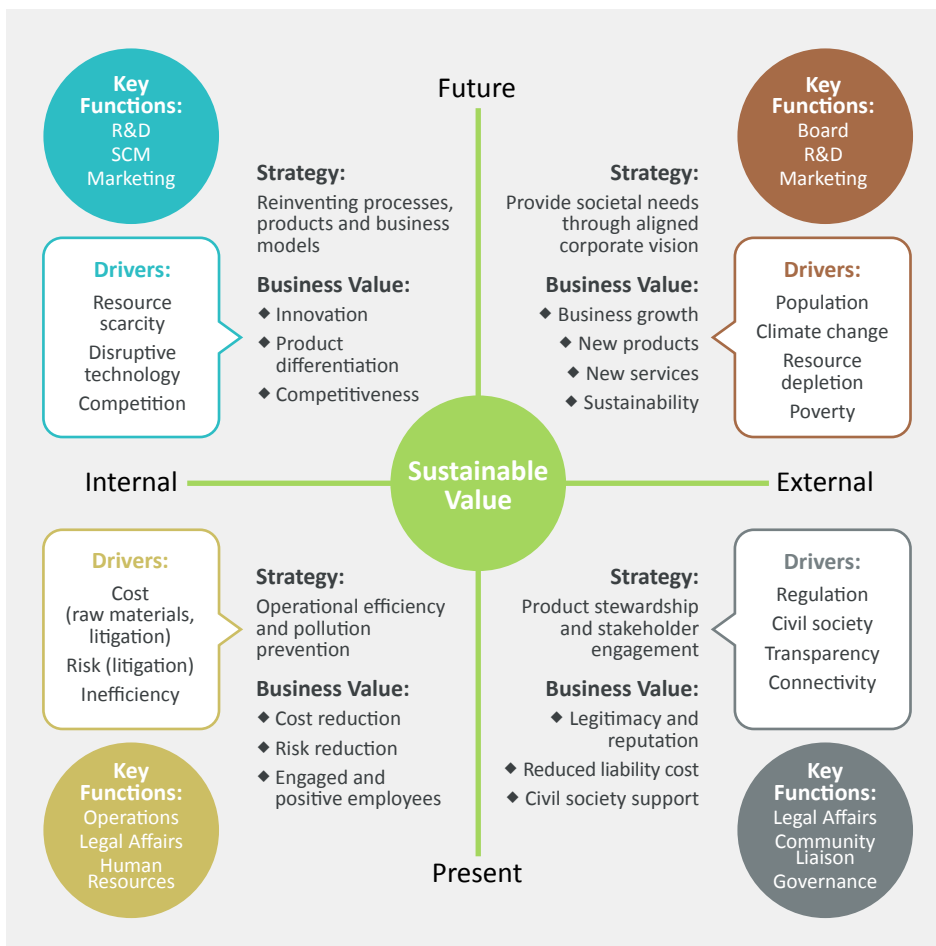 Future
Key
Functions:
R&D
SCM
Marketing
Drivers:
Resource
scarcity
Disruptive
technology
Competition
Strategy:
Reinventing processes,
products and business
models
Business Value:
◆ Innovation
◆ Product
differentiation
◆ Competitiveness
Strategy:
Provide societal needs
through aligned
corporate vision
Business Value:
◆ Business growth
◆ New products
◆ New services
◆ Sustainability
Key
Functions:
Board
R&D
Marketing
Drivers:
Population
Climate change
Resource
depletion
Poverty
Internal
Sustainable
Value
External
Drivers:
Cost
(raw materials,
litigation)
Risk (litigation)
Inefficiency
Key
Functions:
Operations
Legal Affairs
Human
Resources
Strategy:
Operational efficiency
and pollution
prevention
Business Value:
◆ Cost reduction
◆ Risk reduction
◆ Engaged and
positive employees
Strategy:
Product stewardship
and stakeholder
engagement
Business Value:
◆ Legitimacy and
reputation
◆ Reduced liability cost
◆ Civil society support
Drivers:
Regulation
Civil society
Transparency
Connectivity
Key
Functions:
Legal Affairs
Community
Liaison
Governance
Present